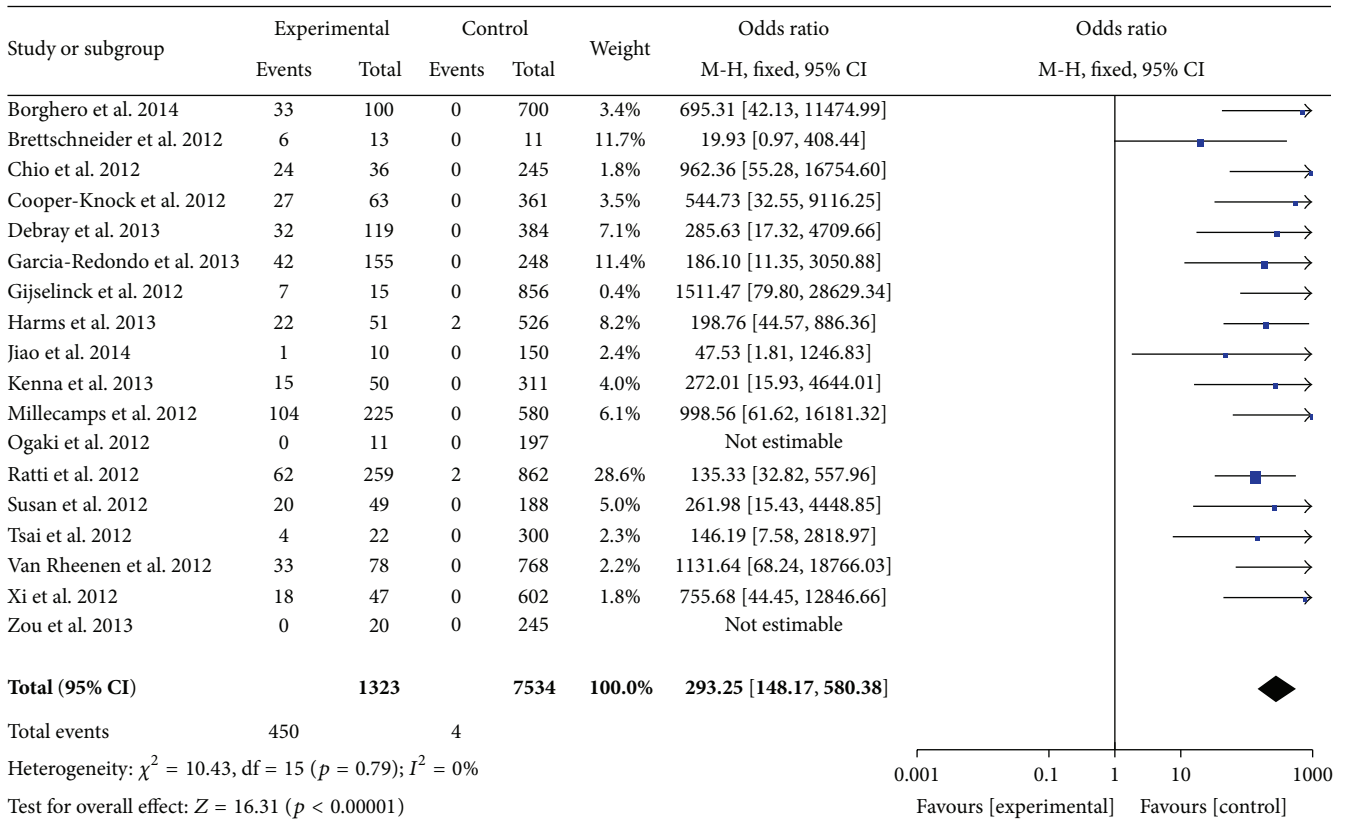 Study or subgroup Experimental Control Weight Odds ratio Odds ratio
Events Total Events Total M-H, fixed, 95% CI M-H, fixed, 95% CI
Borghero et al. 2014 33 100 0 700 3.4% 695.31 [42.13, 11474.99]
Brettschneider et al. 2012 6 13 0 11 11.7% 19.93 [0.97, 408.44]
Chio et al. 2012 24 36 0 245 1.8% 962.36 [55.28, 16754.60]
Cooper-Knock et al. 2012 27 63 0 361 3.5% 544.73 [32.55, 9116.25]
Debray et al. 2013 32 119 0 384 7.1% 285.63 [17.32, 4709.66]
Garcia-Redondo et al. 2013 42 155 0 248 11.4% 186.10 [11.35, 3050.88]
Gijselinck et al. 2012 7 15 0 856 0.4% 1511.47 [79.80, 28629.34]
Harms et al. 2013 22 51 2 526 8.2% 198.76 [44.57, 886.36]
Jiao et al. 2014 1 10 0 150 2.4% 47.53 [1.81, 1246.83]
Kenna et al. 2013 15 50 0 311 4.0% 272.01 [15.93, 4644.01]
Millecamps et al. 2012 104 225 0 580 6.1% 998.56 [61.62, 16181.32]
Ogaki et al. 2012 0 11 0 197 Not estimable
Ratti et al. 2012 62 259 2 862 28.6% 135.33 [32.82, 557.96]
Susan et al. 2012 20 49 0 188 5.0% 261.98 [15.43, 4448.85]
Tsai et al. 2012 4 22 0 300 2.3% 146.19 [7.58, 2818.97]
Van Rheenen et al. 2012 33 78 0 768 2.2% 1131.64 [68.24, 18766.03]
Xi et al. 2012 18 47 0 602 1.8% 755.68 [44.45, 12846.66]
Zou et al. 2013 0 20 0 245 Not estimable
Total (95% CI) 1323 7534 100.0% 293.25 [148.17, 580.38]
Total events 450 4
Heterogeneity: χ² = 10.43, df = 15 (p = 0.79); I² = 0%
Test for overall effect: Z = 16.31 (p < 0.00001)
0.001 0.1 1 10 1000
Favours [experimental] Favours [control]